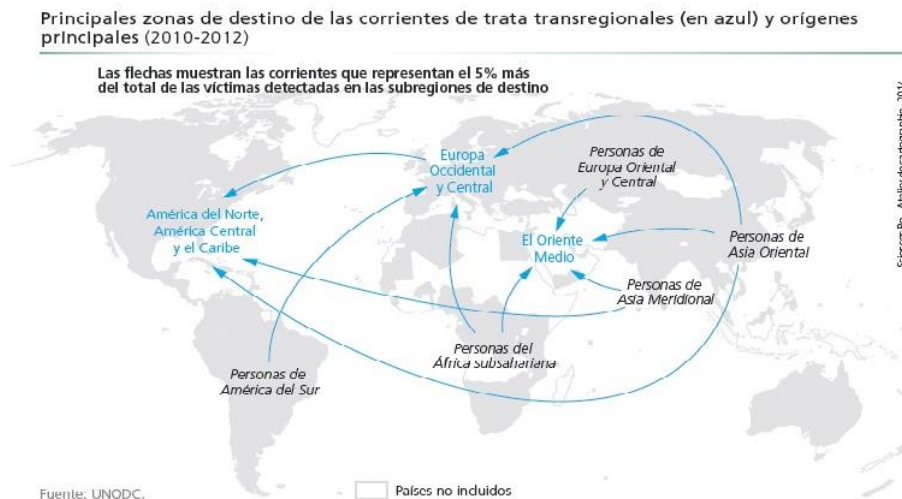 Principales zonas de destino de las corrientes de trata transregionales (en azul) y orígenes
principales (2010-2012)
Las flechas muestran las corrientes que representan el 5% más
del total de las víctimas detectadas en las subregiones de destino
Europa
Occidental
y Central
Personas de
Europa Oriental
y Central
América del Norte,
América Central
y el Caribe
El Oriente
Medio
Personas de
Asia Oriental
Personas de
Asia Meridional
Personas del
África subsahariana
Personas de
América del Sur
Fuente: UNODC.
Países no incluidos